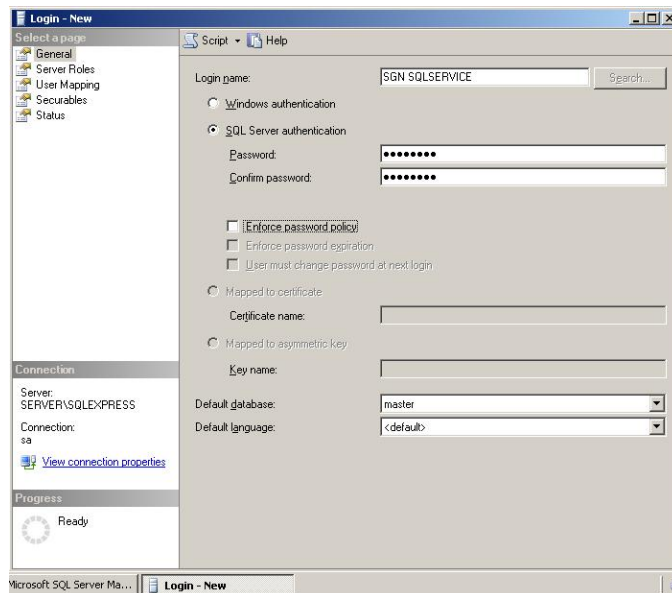 Login - New
Select a page
General
Server Roles
User Mapping
Securables
Status
Script Help
Login name: SGN SQLSERVICE Search...
Windows authentication
SQL Server authentication
Password: ●●●●●●●●
Confirm password: ●●●●●●●●
Enforce password policy
Enforce password expiration
User must change password at next login
Mapped to certificate
Certificate name:
Mapped to asymmetric key
Key name:
Default database: master
Default language: <default>
Connection
Server:
SERVER\SQLEXPRESS
Connection:
sa
View connection properties
Progress
Ready
Microsoft SQL Server Ma... Login - New